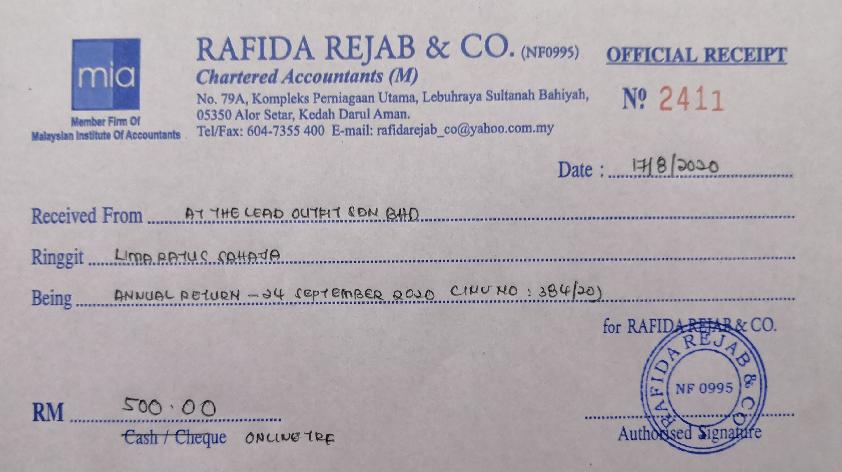 mia
Member Firm Of
Malaysian Institute Of Accountants
RAFIDA REJAB & CO. (NF0995)
Chartered Accountants (M)
No. 79A, Kompleks Perniagaan Utama, Lebuhraya Sultanah Bahiyah,
05350 Alor Setar, Kedah Darul Aman.
Tel/Fax: 604-7355 400 E-mail: rafidarejab_co@yahoo.com.my
OFFICIAL RECEIPT
Nº 2411
Date : 17/8/2020
Received From AT THE LEAD OUTFIT SDN BHD
Ringgit LIMA RATUS SAHAJA
Being ANNUAL RETURN - 24 SEPTEMBER 2020 (INV NO : 384/20)
for RAFIDA REJAB & CO.
RAFIDA REJAB & CO
NF 0995
RM 500.00
Authorised Signature
Cash / Cheque ONLINE TRF